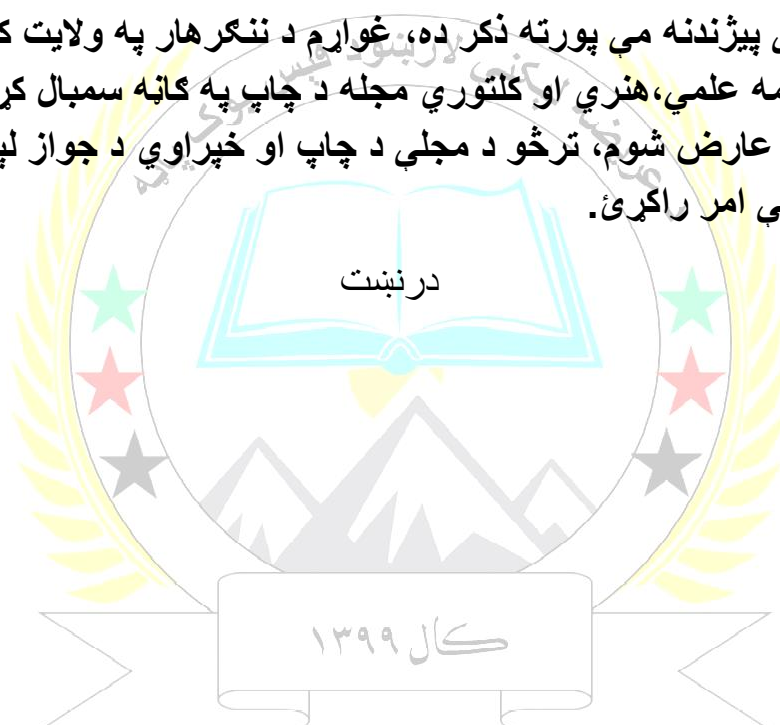 پیژندنه مې پورته ذکر ده، غواړم د ننګرهار په ولایت ک
مه علمي،هنري او کلتوري مجله د چاپ په ګاڼه سمبال کړ
عارض شوم، ترڅو د مجلې د چاپ او خپراوي د جواز لپ
ې امر راکړئ.
درنښت
کال ۱۳۹۹